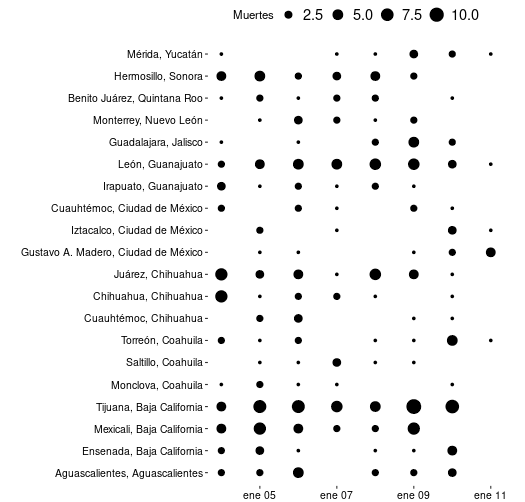 Muertes 2.5 5.0 7.5 10.0
Mérida, Yucatán
Hermosillo, Sonora
Benito Juárez, Quintana Roo
Monterrey, Nuevo León
Guadalajara, Jalisco
León, Guanajuato
Irapuato, Guanajuato
Cuauhtémoc, Ciudad de México
Iztacalco, Ciudad de México
Gustavo A. Madero, Ciudad de México
Juárez, Chihuahua
Chihuahua, Chihuahua
Cuauhtémoc, Chihuahua
Torreón, Coahuila
Saltillo, Coahuila
Monclova, Coahuila
Tijuana, Baja California
Mexicali, Baja California
Ensenada, Baja California
Aguascalientes, Aguascalientes
ene 05 ene 07 ene 09 ene 11